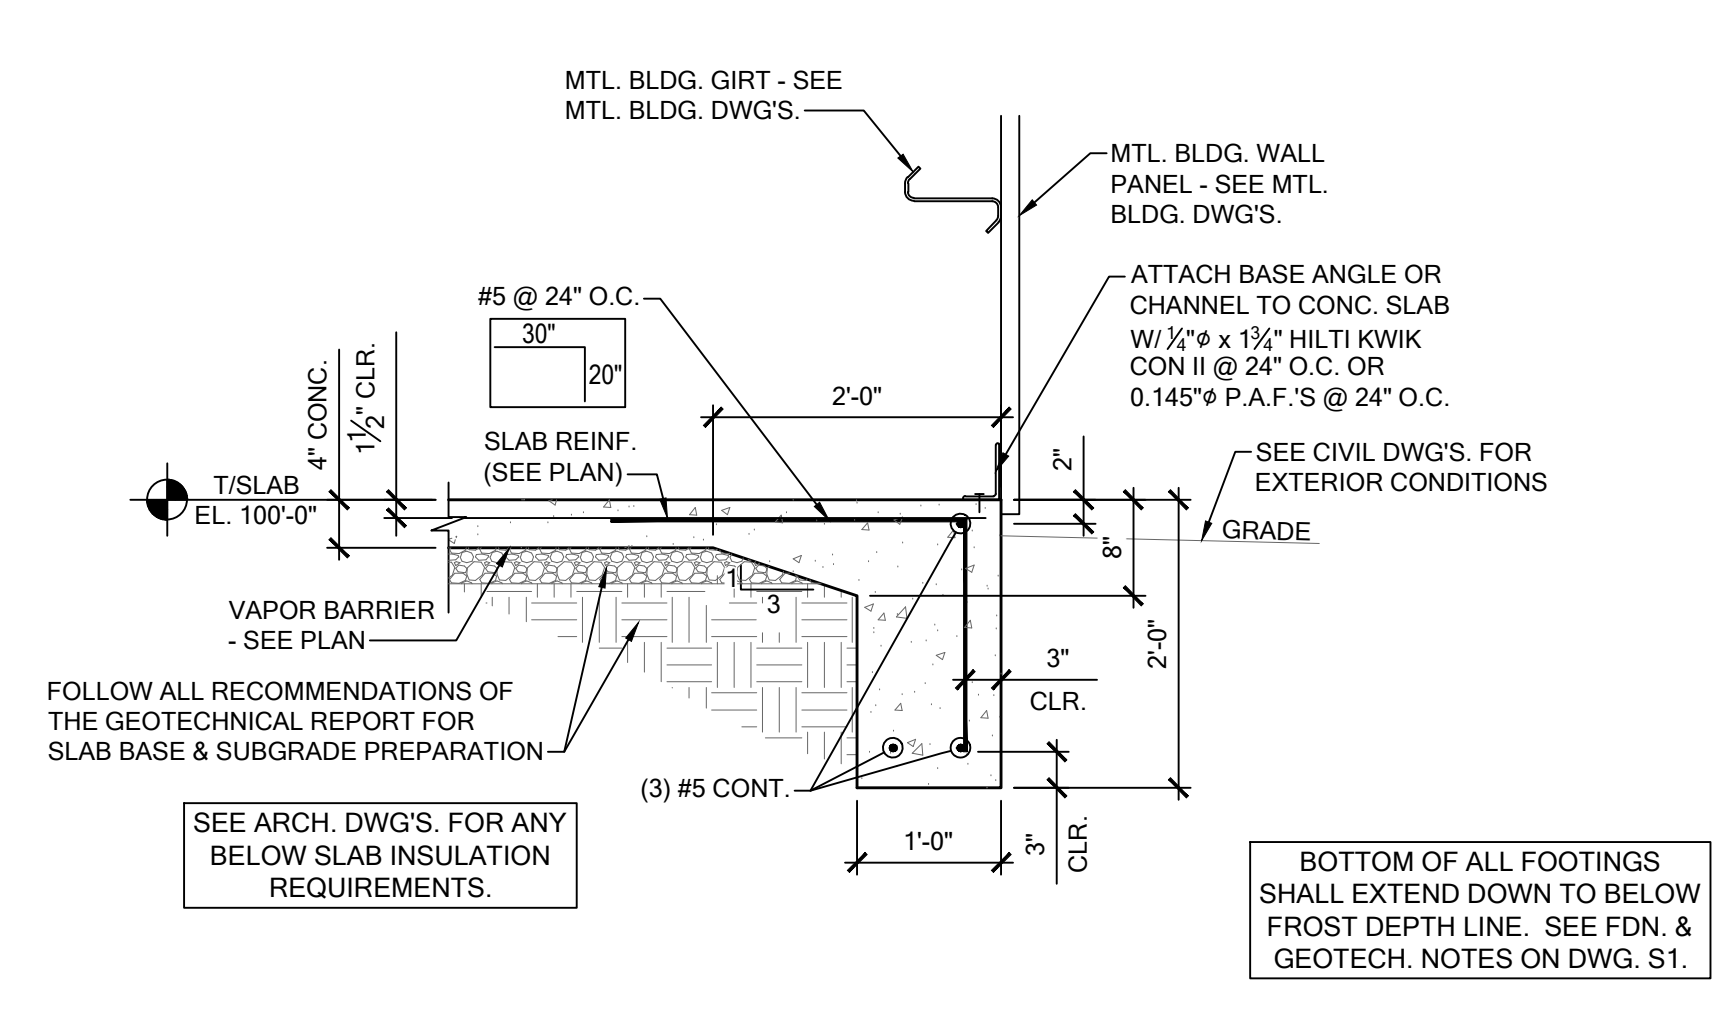 MTL. BLDG. GIRT - SEE
MTL. BLDG. DWG'S.
MTL. BLDG. WALL
PANEL - SEE MTL.
BLDG. DWG'S.
ATTACH BASE ANGLE OR
CHANNEL TO CONC. SLAB
W/ ¼"⌀ x 1¾" HILTI KWIK
CON II @ 24" O.C. OR
0.145"⌀ P.A.F.'S @ 24" O.C.
#5 @ 24" O.C.
30"
20"
4" CONC.
1½" CLR.
2'-0"
SLAB REINF.
(SEE PLAN)
2"
SEE CIVIL DWG'S. FOR
EXTERIOR CONDITIONS
T/SLAB
EL. 100'-0"
GRADE
8"
1
3
VAPOR BARRIER
- SEE PLAN
2'-0"
3"
CLR.
FOLLOW ALL RECOMMENDATIONS OF
THE GEOTECHNICAL REPORT FOR
SLAB BASE & SUBGRADE PREPARATION
(3) #5 CONT.
1'-0"
3"
CLR.
SEE ARCH. DWG'S. FOR ANY
BELOW SLAB INSULATION
REQUIREMENTS.
BOTTOM OF ALL FOOTINGS
SHALL EXTEND DOWN TO BELOW
FROST DEPTH LINE. SEE FDN. &
GEOTECH. NOTES ON DWG. S1.